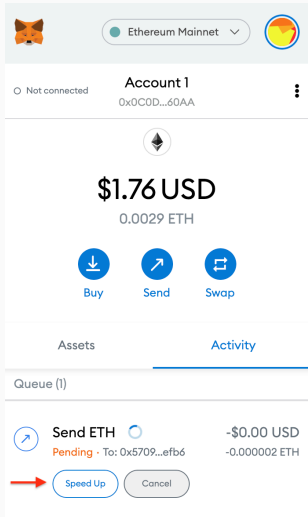 Ethereum Mainnet
Not connected
Account 1
0x0C0D...60AA
$1.76 USD
0.0029 ETH
Buy
Send
Swap
Assets
Activity
Queue (1)
Send ETH
-$0.00 USD
Pending · To: 0x5709...efb6
-0.000002 ETH
Speed Up
Cancel